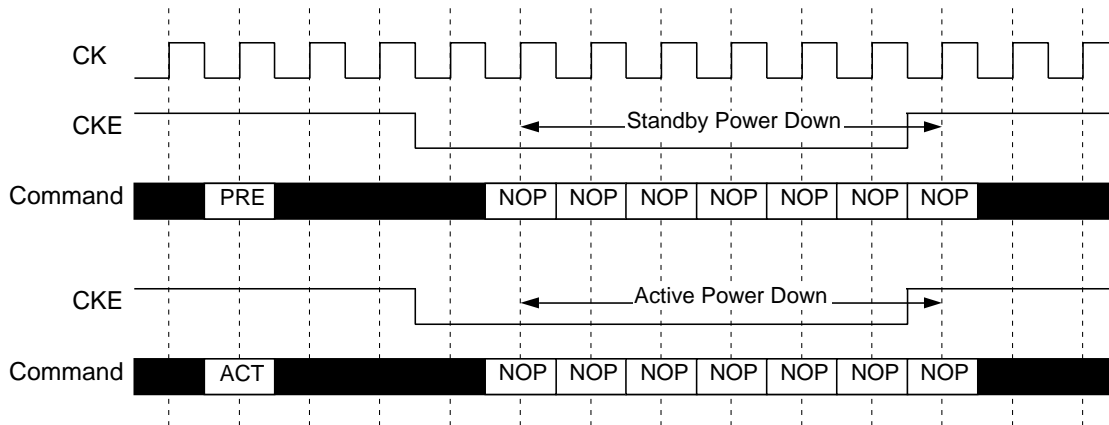 CK
CKE
Standby Power Down
Command
PRE
NOP NOP NOP NOP NOP NOP NOP
CKE
Active Power Down
Command
ACT
NOP NOP NOP NOP NOP NOP NOP